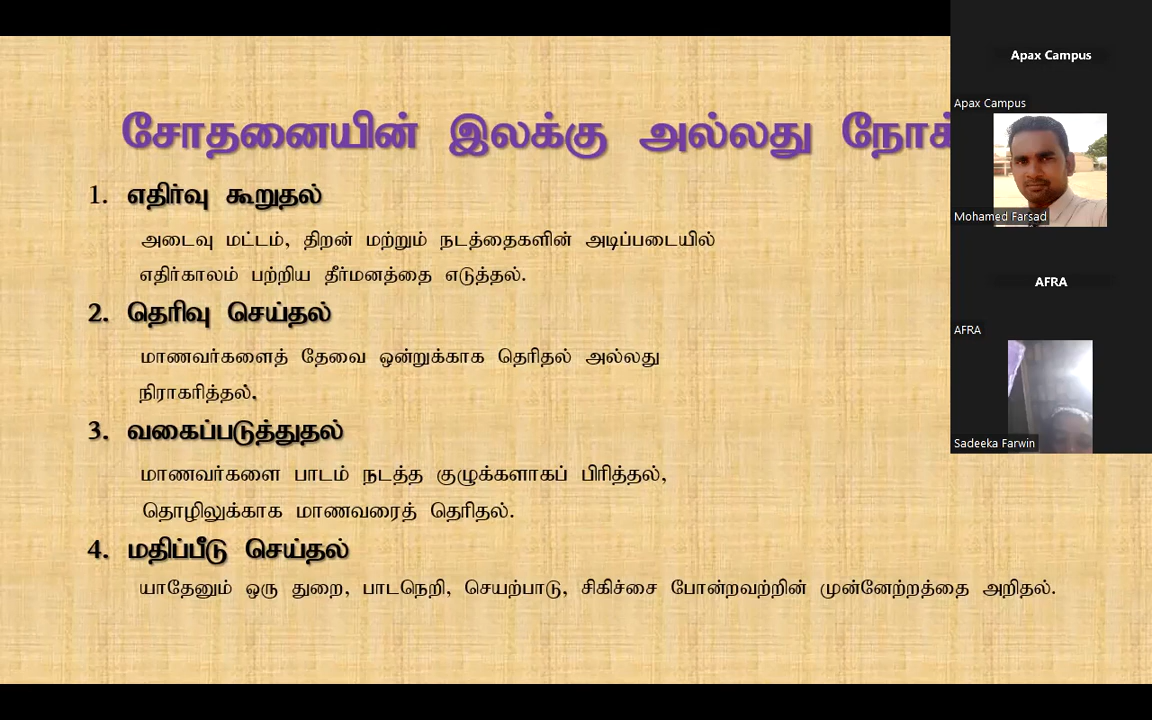 சோதனையின் இலக்கு அல்லது
1. எதிர்வு கூறுதல்
அடைவு மட்டம், திறன் மற்றும் நடத்தைகளின் அடிப்படையில்
எதிர்காலம் பற்றிய தீர்மனத்தை எடுத்தல்.
2. தெரிவு செய்தல்
மாணவர்களைத் தேவை ஒன்றுக்காக தெரிதல் அல்லது
நிராகரித்தல்.
3. வகைப்படுத்துதல்
மாணவர்களை பாடம் நடத்த குழுக்களாகப் பிரித்தல்,
தொழிலுக்காக மாணவரைத் தெரிதல்.
4. மதிப்பீடு செய்தல்
யாதேனும் ஒரு துறை, பாடநெறி, செயற்பாடு, சிகிச்சை போன்றவற்றின் முன்னேற்றத்தை அறிதல்.
Apax Campus
Apax Campus
Mohamed Farsad
AFRA
AFRA
Sadeeka Farwin